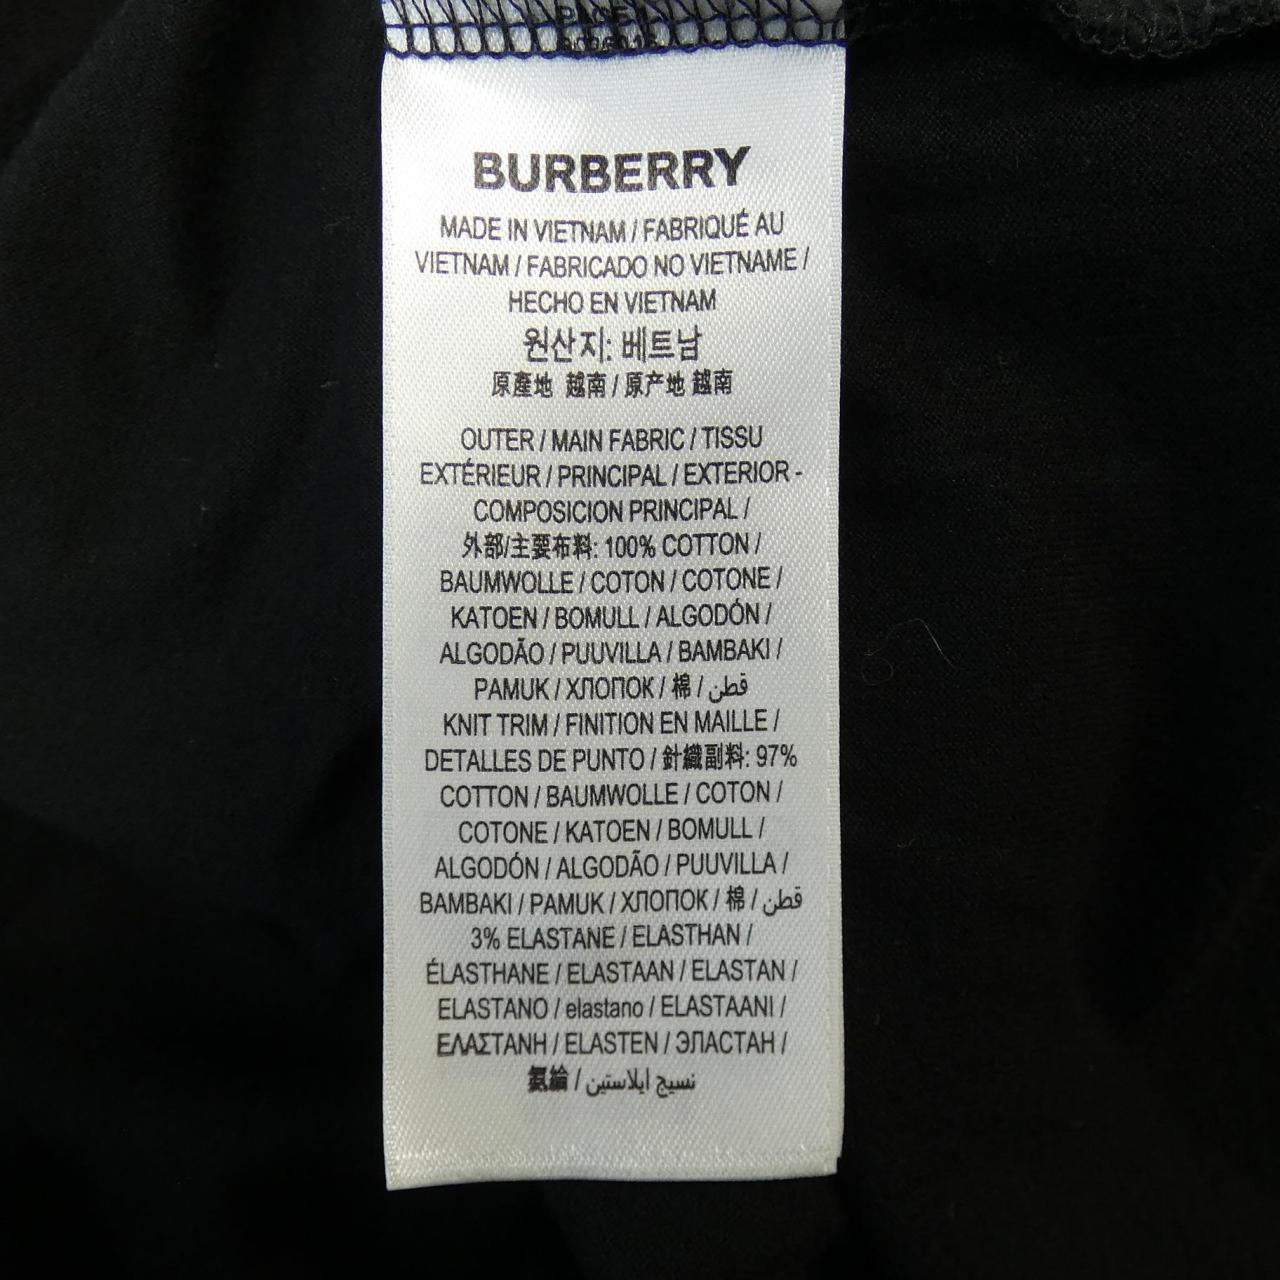 BURBERRY
MADE IN VIETNAM / FABRIQUÉ AU
VIETNAM / FABRICADO NO VIETNAME /
HECHO EN VIETNAM
원산지: 베트남
原產地 越南 / 原产地 越南
OUTER / MAIN FABRIC / TISSU
EXTÉRIEUR / PRINCIPAL / EXTERIOR -
COMPOSICION PRINCIPAL /
外部/主要布料: 100% COTTON /
BAUMWOLLE / COTON / COTONE /
KATOEN / BOMULL / ALGODÓN /
ALGODÃO / PUUVILLA / BAMBAKI /
PAMUK / ХЛОПОК / 棉 / قطن
KNIT TRIM / FINITION EN MAILLE /
DETALLES DE PUNTO / 針織副料: 97%
COTTON / BAUMWOLLE / COTON /
COTONE / KATOEN / BOMULL /
ALGODÓN / ALGODÃO / PUUVILLA /
BAMBAKI / PAMUK / ХЛОПОК / 棉 / قطن
3% ELASTANE / ELASTHAN /
ÉLASTHANE / ELASTAAN / ELASTAN /
ELASTANO / elastano / ELASTAANI /
ΕΛΑΣΤΑΝΗ / ELASTEN / ЭЛАСТАН /
氨綸 / نسيج ايلاستين